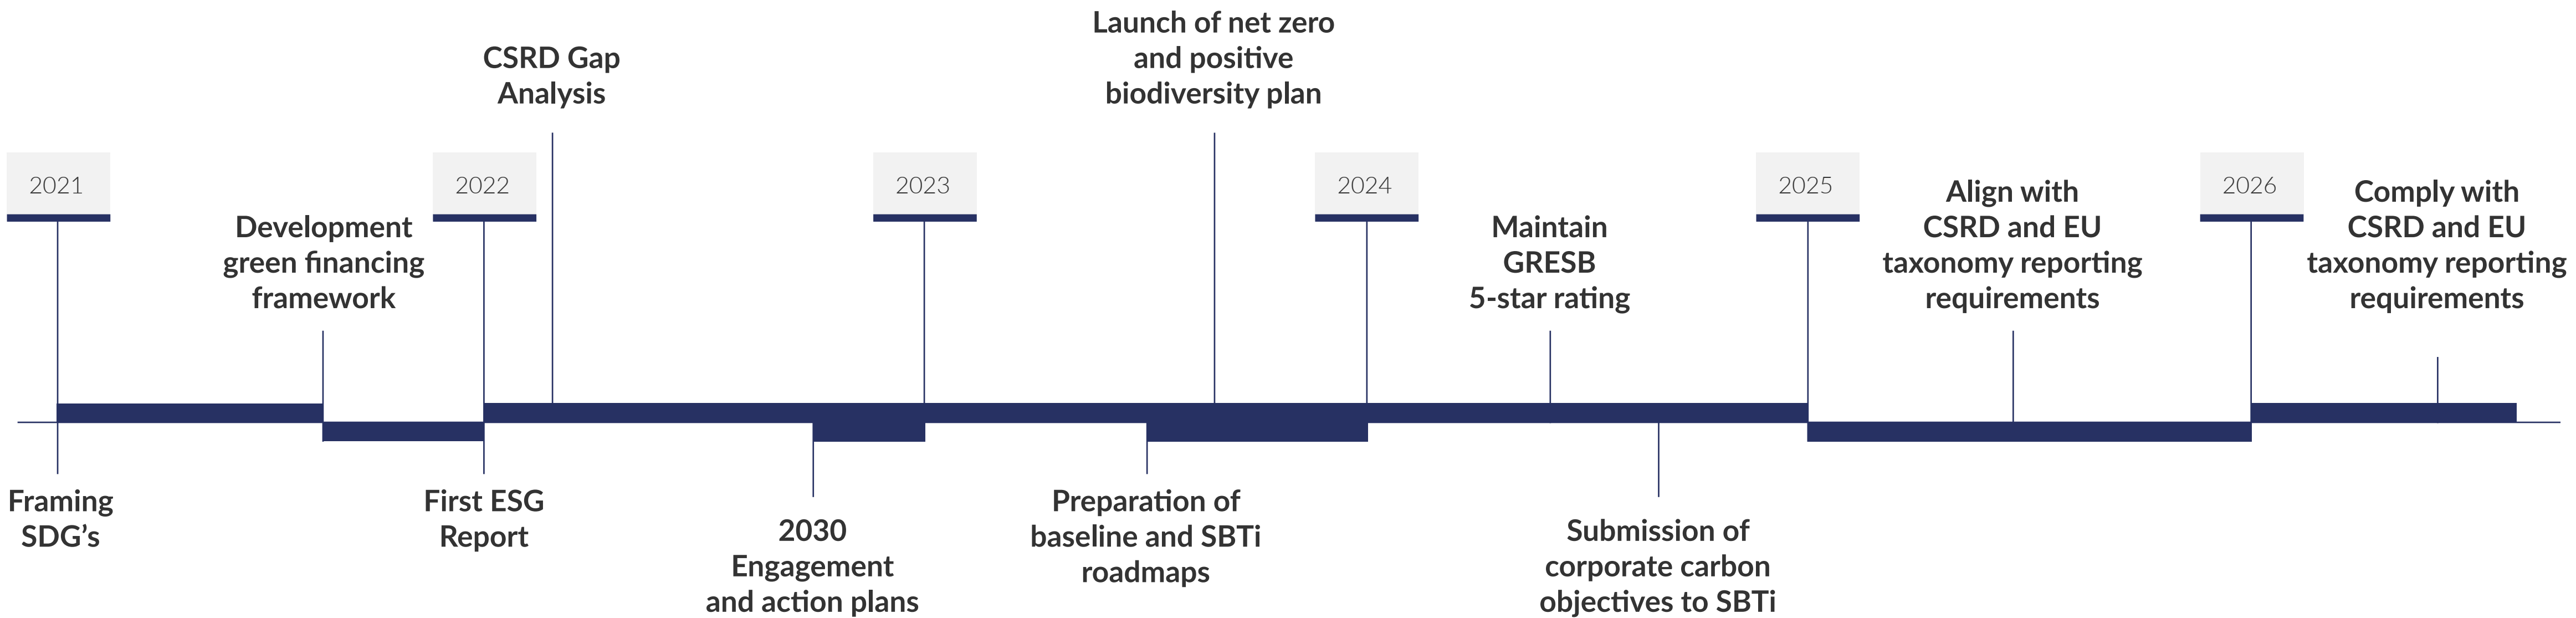 2021
Framing
SDG’s
Development
green financing
framework
2022
First ESG
Report
CSRD Gap
Analysis
2030
Engagement
and action plans
2023
Preparation of
baseline and SBTi
roadmaps
Launch of net zero
and positive
biodiversity plan
2024
Maintain
GRESB
5-star rating
Submission of
corporate carbon
objectives to SBTi
2025
Align with
CSRD and EU
taxonomy reporting
requirements
2026
Comply with
CSRD and EU
taxonomy reporting
requirements